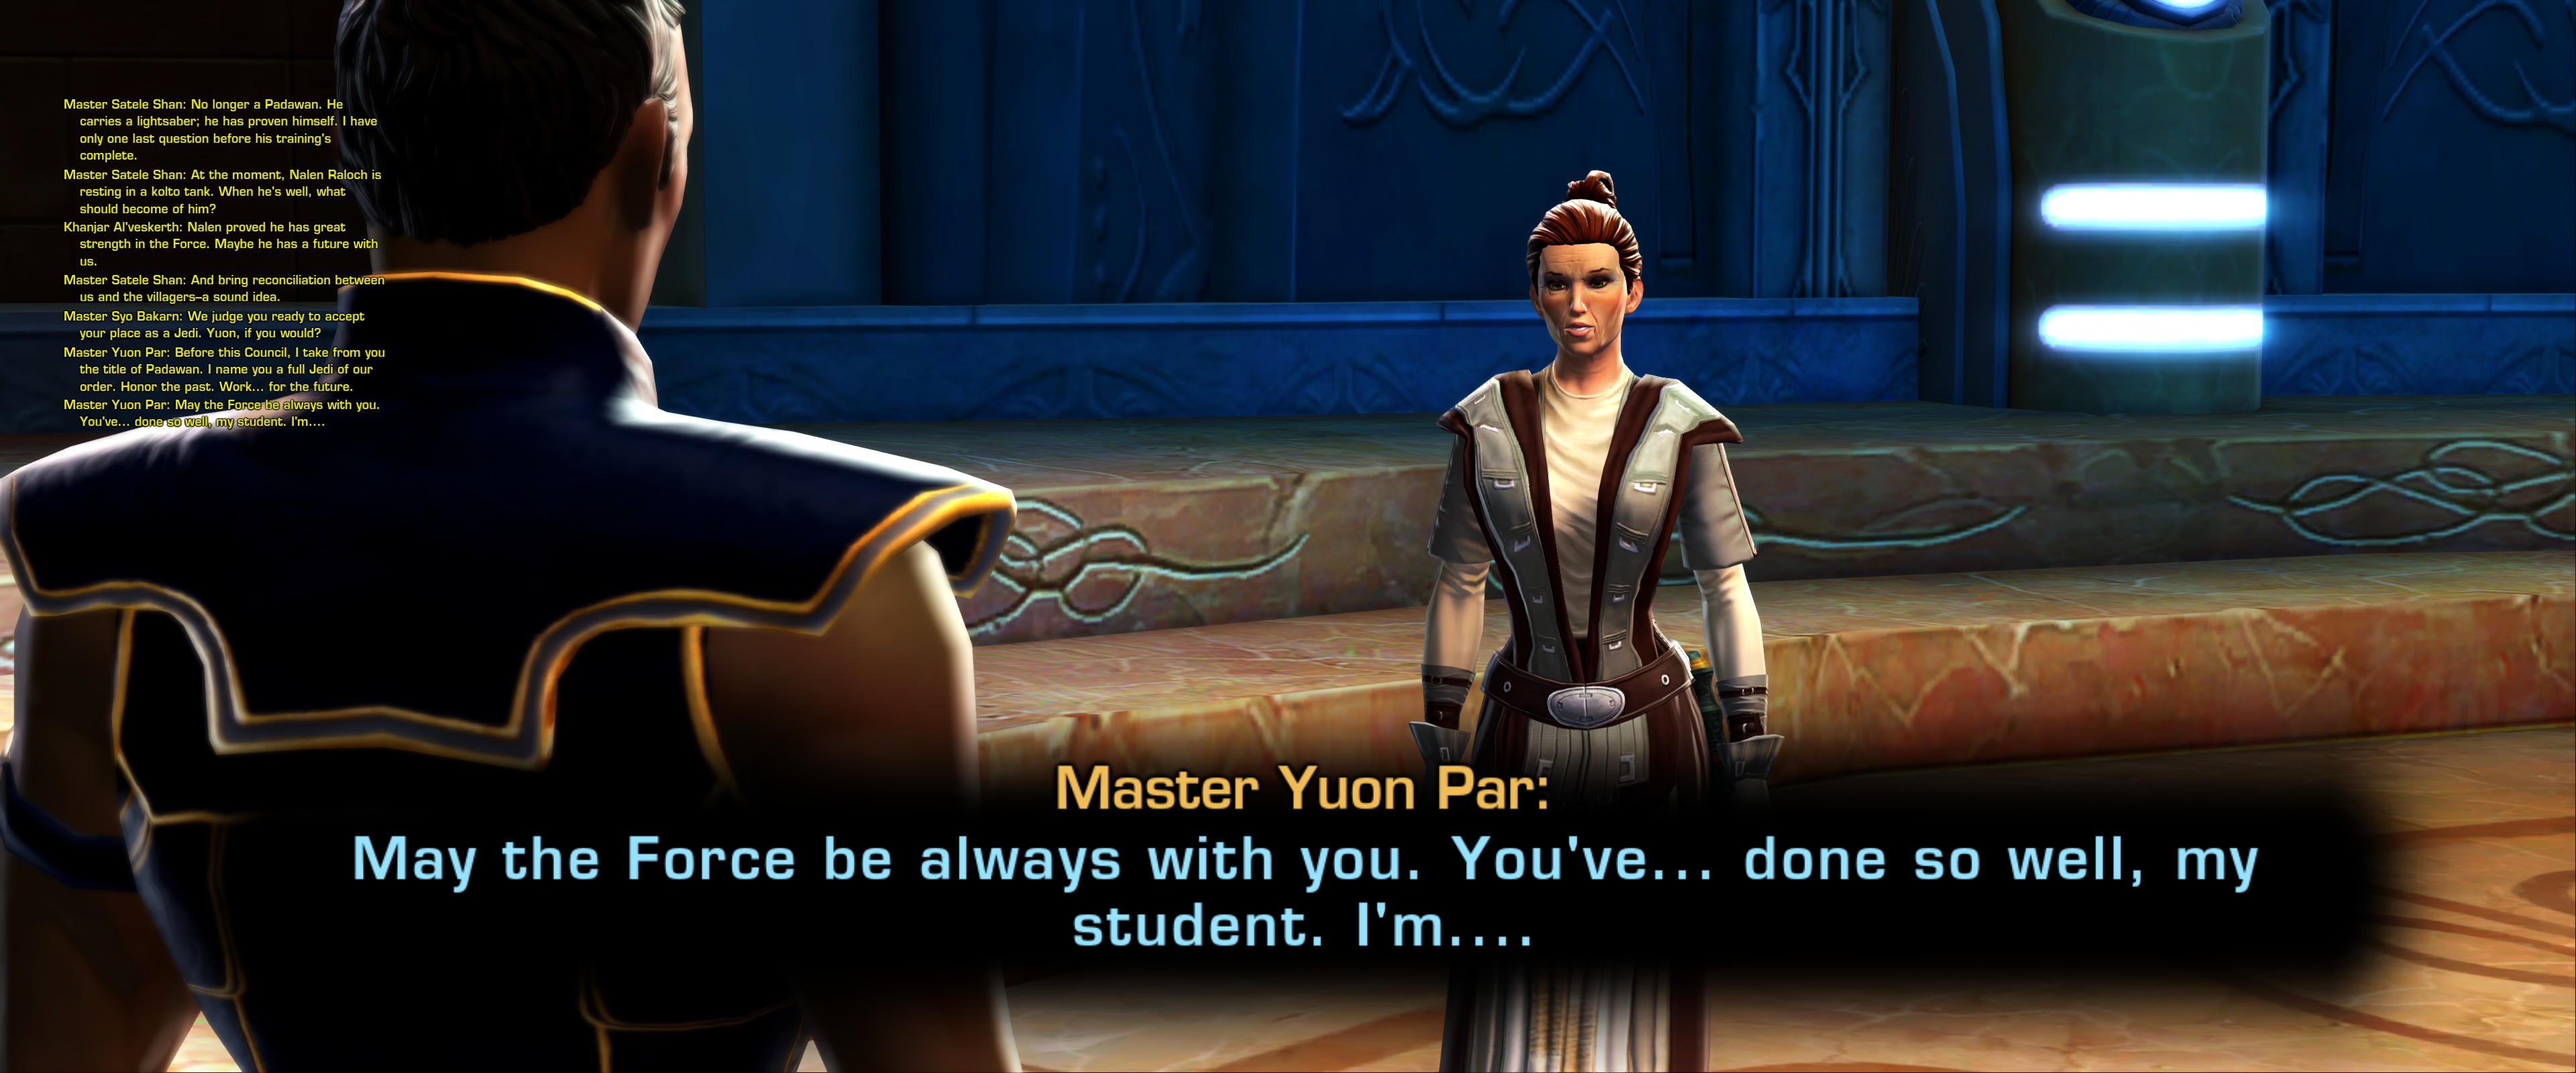 Master Satele Shan: No longer a Padawan. He
carries a lightsaber; he has proven himself. I have
only one last question before his training's
complete.
Master Satele Shan: At the moment, Nalen Raloch is
resting in a kolto tank. When he's well, what
should become of him?
Khanjar Al'veskerth: Nalen proved he has great
strength in the Force. Maybe he has a future with
us.
Master Satele Shan: And bring reconciliation between
us and the villagers–a sound idea.
Master Syo Bakarn: We judge you ready to accept
your place as a Jedi. Yuon, if you would?
Master Yuon Par: Before this Council, I take from you
the title of Padawan. I name you a full Jedi of our
order. Honor the past. Work... for the future.
Master Yuon Par: May the Force be always with you.
You've... done so well, my student. I'm....
Master Yuon Par:
May the Force be always with you. You've... done so well, my
student. I'm....